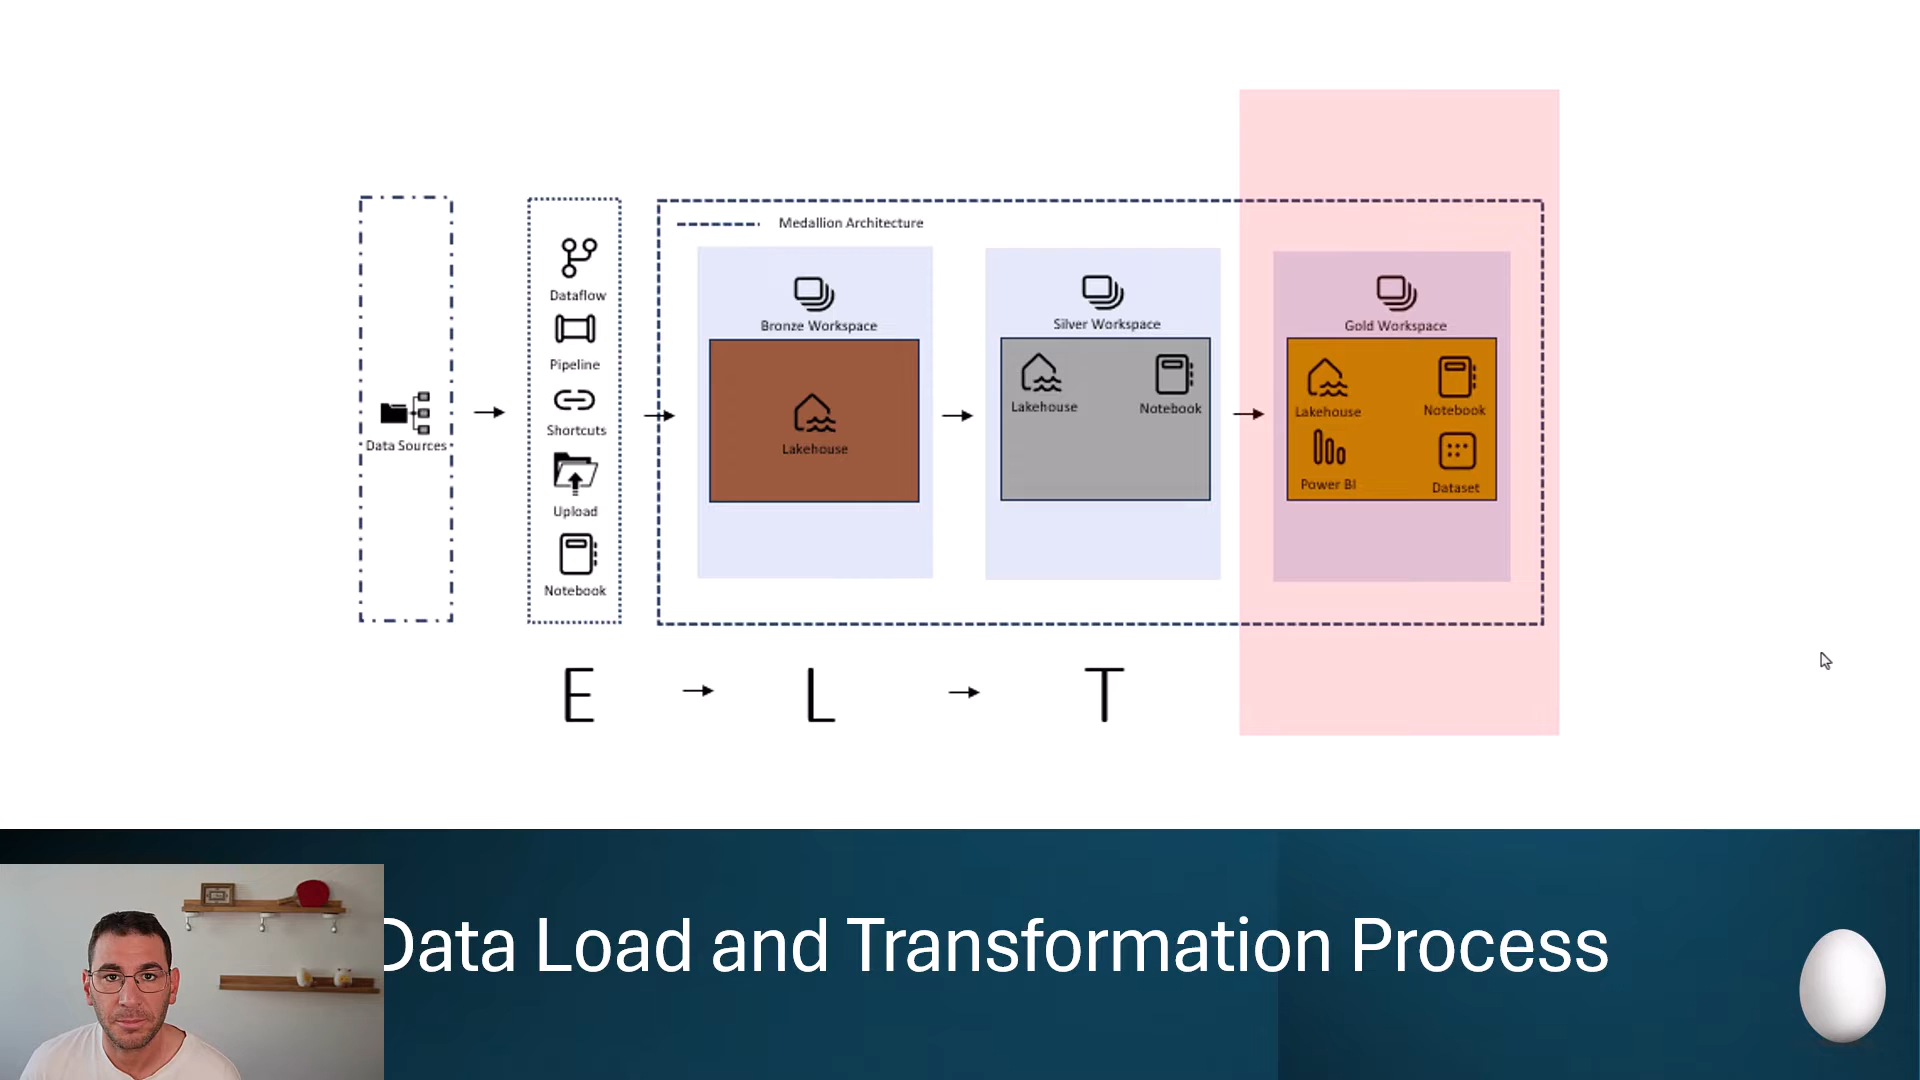 Medallion Architecture
Data Sources
Dataflow
Pipeline
Shortcuts
Upload
Notebook
Bronze Workspace
Lakehouse
Silver Workspace
Lakehouse
Notebook
Gold Workspace
Lakehouse
Notebook
Power BI
Dataset
E
L
T
Data Load and Transformation Process